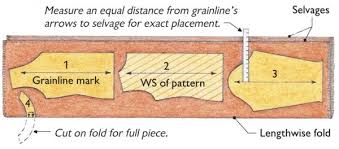 Measure an equal distance from grainline's
arrows to selvage for exact placement.
Selvages
1
Grainline mark
2
WS of pattern
3
4
Cut on fold for full piece.
Lengthwise fold